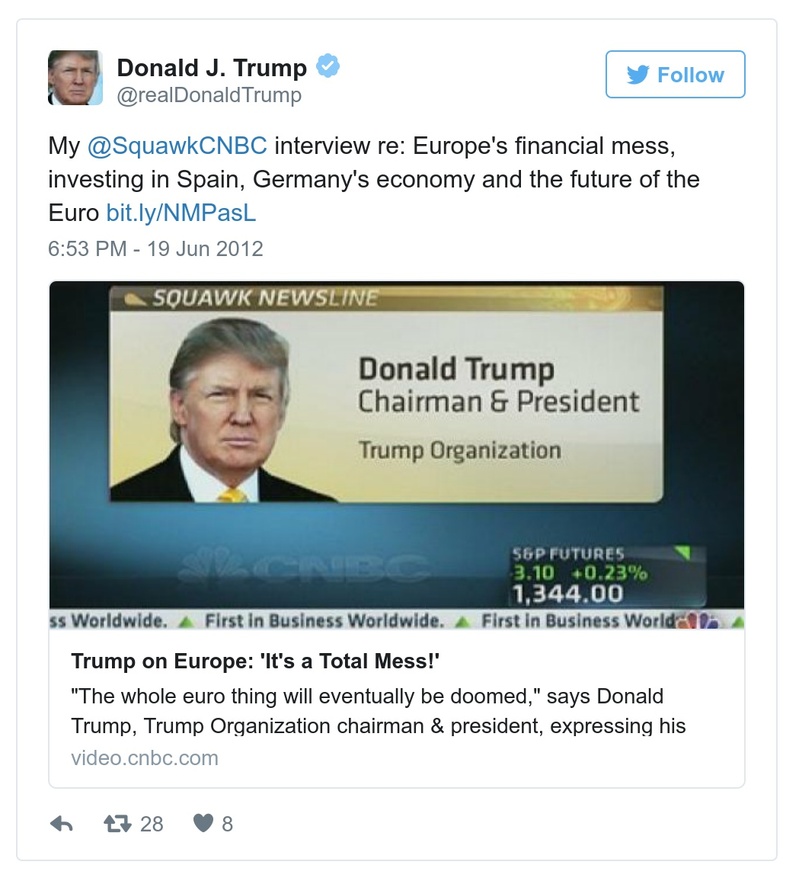 Donald J. Trump
@realDonaldTrump
Follow
My @SquawkCNBC interview re: Europe's financial mess,
investing in Spain, Germany's economy and the future of the
Euro bit.ly/NMPasL
6:53 PM - 19 Jun 2012
SQUAWK NEWSLINE
Donald Trump
Chairman & President
Trump Organization
CNBC
S&P FUTURES
3.10 +0.23%
1,344.00
ss Worldwide. First in Business Worldwide. First in Business World
Trump on Europe: 'It's a Total Mess!'
"The whole euro thing will eventually be doomed," says Donald
Trump, Trump Organization chairman & president, expressing his
video.cnbc.com
28
8